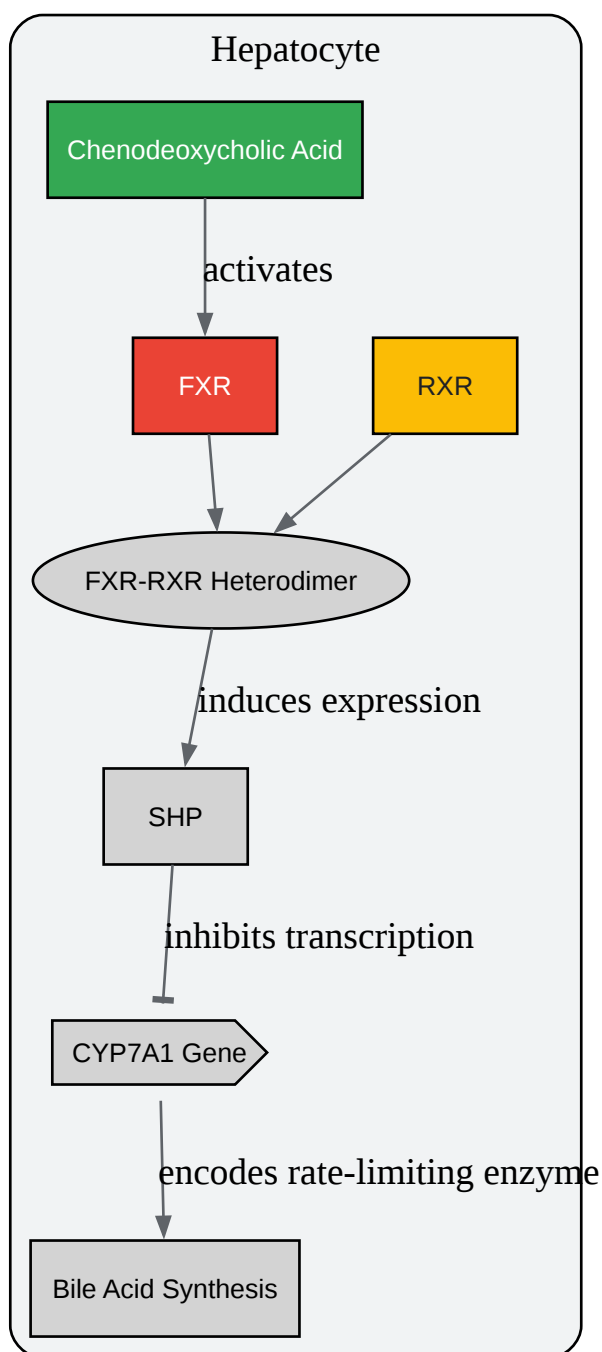 Hepatocyte
Chenodeoxycholic Acid
activates
FXR
RXR
FXR-RXR Heterodimer
induces expression
SHP
inhibits transcription
CYP7A1 Gene
encodes rate-limiting enzyme
Bile Acid Synthesis